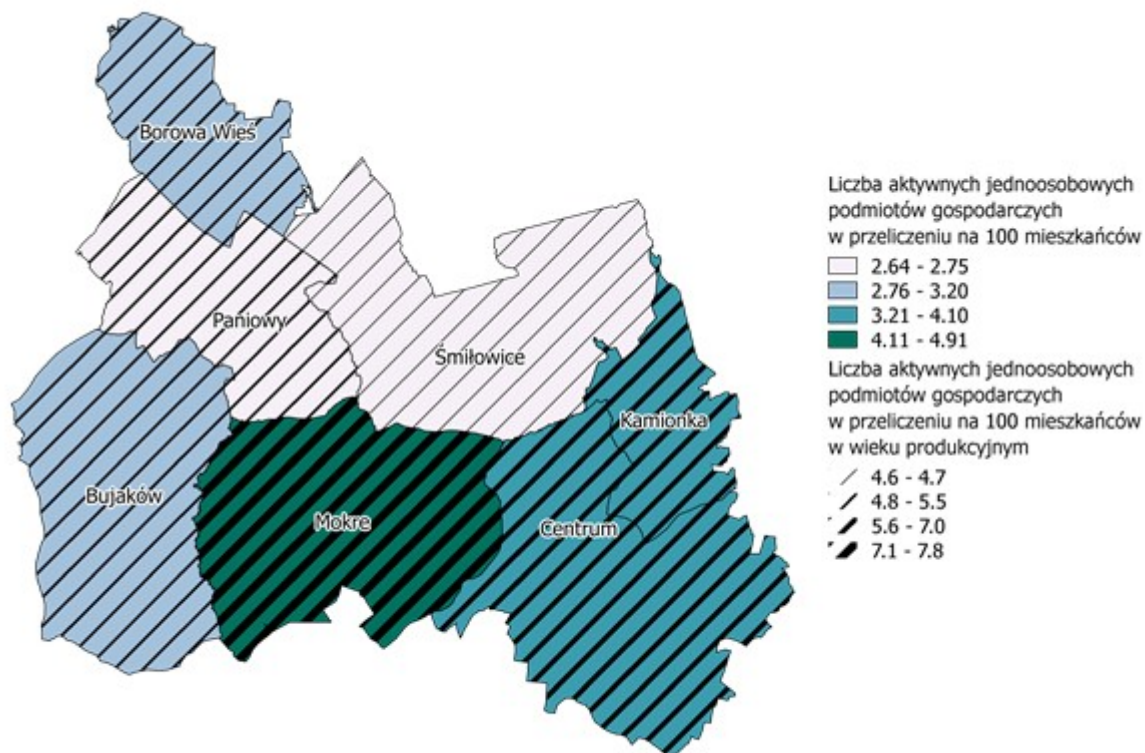 Borowa Wieś
Paniowy
Śmiłowice
Kamionka
Bujaków
Mokre
Centrum
Liczba aktywnych jednoosobowych
podmiotów gospodarczych
w przeliczeniu na 100 mieszkańców
2.64 - 2.75
2.76 - 3.20
3.21 - 4.10
4.11 - 4.91
Liczba aktywnych jednoosobowych
podmiotów gospodarczych
w przeliczeniu na 100 mieszkańców
w wieku produkcyjnym
4.6 - 4.7
4.8 - 5.5
5.6 - 7.0
7.1 - 7.8